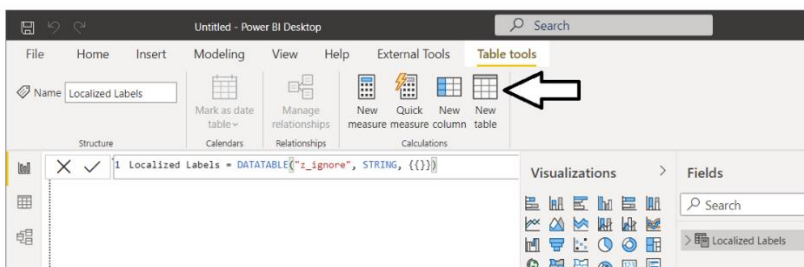 Untitled - Power BI Desktop
Search
File Home Insert Modeling View Help External Tools Table tools
Name Localized Labels
Mark as date table
Manage relationships
New measure
Quick measure
New column
New table
Structure Calendars Relationships Calculations
1 Localized Labels = DATATABLE("z_ignore", STRING, {{}})
Visualizations
Fields
Search
Localized Labels